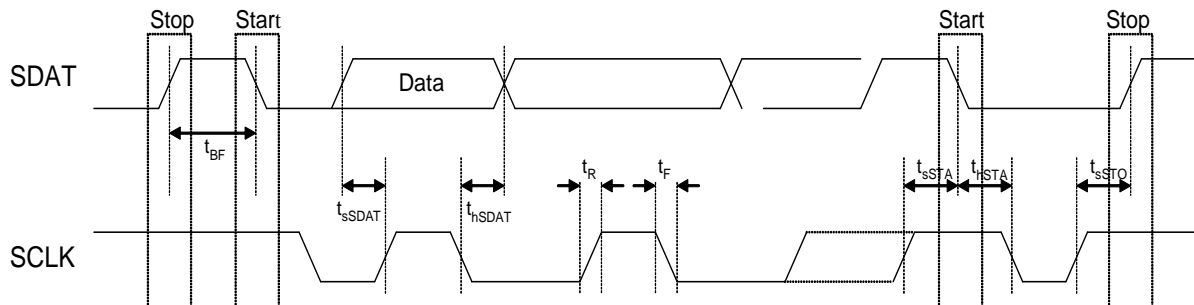 Stop Start Start Stop
SDAT Data
tBF tR tF tsSTA thSTA tsSTO
tsSDAT thSDAT
SCLK